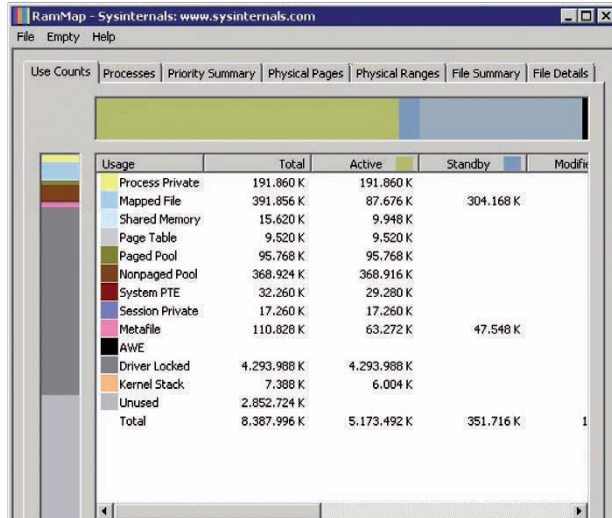 RamMap - Sysinternals: www.sysinternals.com
File Empty Help
Use Counts Processes Priority Summary Physical Pages Physical Ranges File Summary File Details
Usage Total Active Standby Modifie
Process Private 191.860 K 191.860 K
Mapped File 391.856 K 87.676 K 304.168 K
Shared Memory 15.620 K 9.948 K
Page Table 9.520 K 9.520 K
Paged Pool 95.768 K 95.768 K
Nonpaged Pool 368.924 K 368.916 K
System PTE 32.260 K 29.280 K
Session Private 17.260 K 17.260 K
Metafile 110.828 K 63.272 K 47.548 K
AWE
Driver Locked 4.293.988 K 4.293.988 K
Kernel Stack 7.388 K 6.004 K
Unused 2.852.724 K
Total 8.387.996 K 5.173.492 K 351.716 K 1